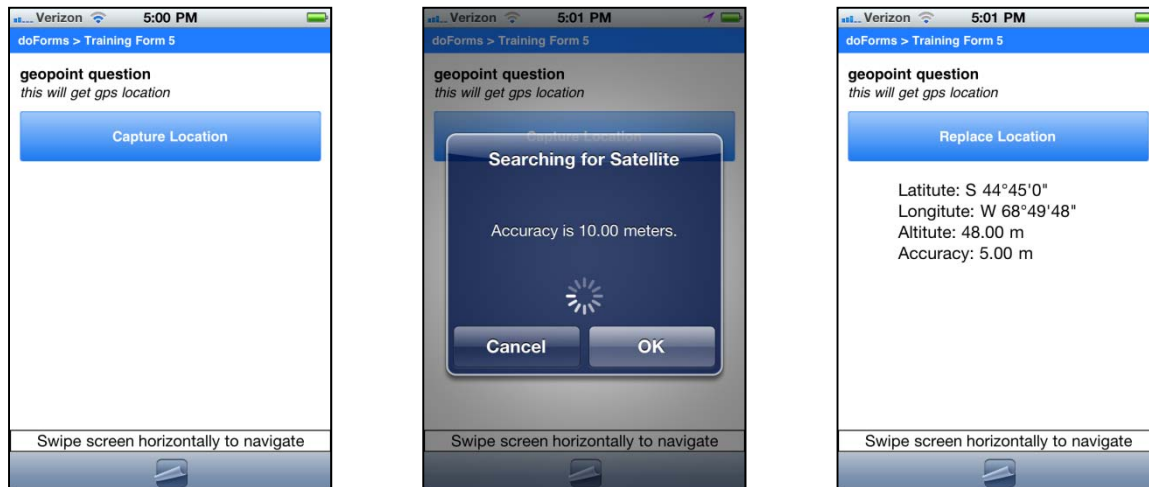 Verizon 5:00 PM
doForms > Training Form 5
geopoint question
this will get gps location
Capture Location
Swipe screen horizontally to navigate
Verizon 5:01 PM
doForms > Training Form 5
geopoint question
this will get gps location
Capture Location
Searching for Satellite
Accuracy is 10.00 meters.
Cancel OK
Swipe screen horizontally to navigate
Verizon 5:01 PM
doForms > Training Form 5
geopoint question
this will get gps location
Replace Location
Latitute: S 44°45'0"
Longitute: W 68°49'48"
Altitute: 48.00 m
Accuracy: 5.00 m
Swipe screen horizontally to navigate